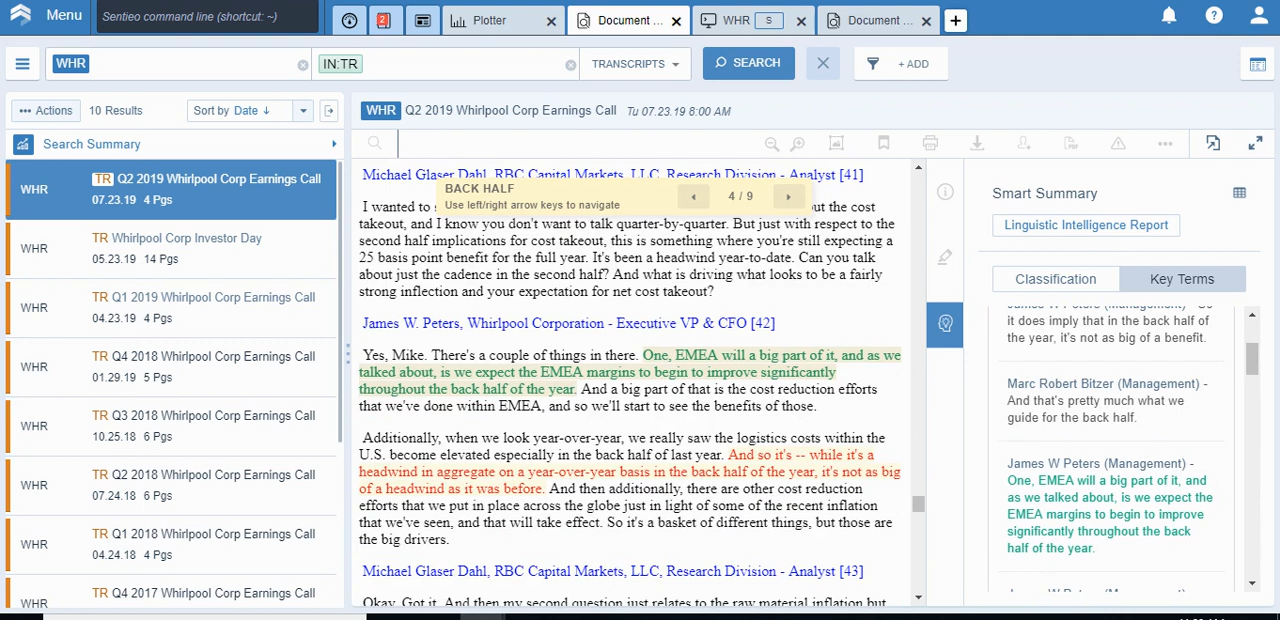 Menu
Sentieo command line (shortcut: ~)
2
Plotter
Document ...
WHR S
Document ...
WHR
IN:TR
TRANSCRIPTS
SEARCH
+ ADD
Actions
10 Results
Sort by Date
Search Summary
WHR
TR Q2 2019 Whirlpool Corp Earnings Call
07.23.19 4 Pgs
WHR
TR Whirlpool Corp Investor Day
05.23.19 14 Pgs
WHR
TR Q1 2019 Whirlpool Corp Earnings Call
04.23.19 4 Pgs
WHR
TR Q4 2018 Whirlpool Corp Earnings Call
01.29.19 5 Pgs
WHR
TR Q3 2018 Whirlpool Corp Earnings Call
10.25.18 6 Pgs
WHR
TR Q2 2018 Whirlpool Corp Earnings Call
07.24.18 6 Pgs
WHR
TR Q1 2018 Whirlpool Corp Earnings Call
04.24.18 4 Pgs
WHR
TR Q4 2017 Whirlpool Corp Earnings Call
WHR Q2 2019 Whirlpool Corp Earnings Call Tu 07.23.19 8:00 AM
Michael Glaser Dahl, RBC Capital Markets, LLC, Research Division - Analyst [41]
BACK HALF
Use left/right arrow keys to navigate
4 / 9
I wanted to out the cost
takeout, and I know you don't want to talk quarter-by-quarter. But just with respect to the
second half implications for cost takeout, this is something where you're still expecting a
25 basis point benefit for the full year. It's been a headwind year-to-date. Can you talk
about just the cadence in the second half? And what is driving what looks to be a fairly
strong inflection and your expectation for net cost takeout?
James W. Peters, Whirlpool Corporation - Executive VP & CFO [42]
Yes, Mike. There's a couple of things in there. One, EMEA will a big part of it, and as we
talked about, is we expect the EMEA margins to begin to improve significantly
throughout the back half of the year. And a big part of that is the cost reduction efforts
that we've done within EMEA, and so we'll start to see the benefits of those.
Additionally, when we look year-over-year, we really saw the logistics costs within the
U.S. become elevated especially in the back half of last year. And so it's -- while it's a
headwind in aggregate on a year-over-year basis in the back half of the year, it's not as big
of a headwind as it was before. And then additionally, there are other cost reduction
efforts that we put in place across the globe just in light of some of the recent inflation
that we've seen, and that will take effect. So it's a basket of different things, but those are
the big drivers.
Michael Glaser Dahl, RBC Capital Markets, LLC, Research Division - Analyst [43]
Okay. Got it. And then my second question just relates to the raw material inflation but
Smart Summary
Linguistic Intelligence Report
Classification
Key Terms
James W Peters (Management) - So
it does imply that in the back half of
the year, it's not as big of a benefit.
Marc Robert Bitzer (Management) -
And that's pretty much what we
guide for the back half.
James W Peters (Management) -
One, EMEA will a big part of it, and
as we talked about, is we expect the
EMEA margins to begin to improve
significantly throughout the back
half of the year.